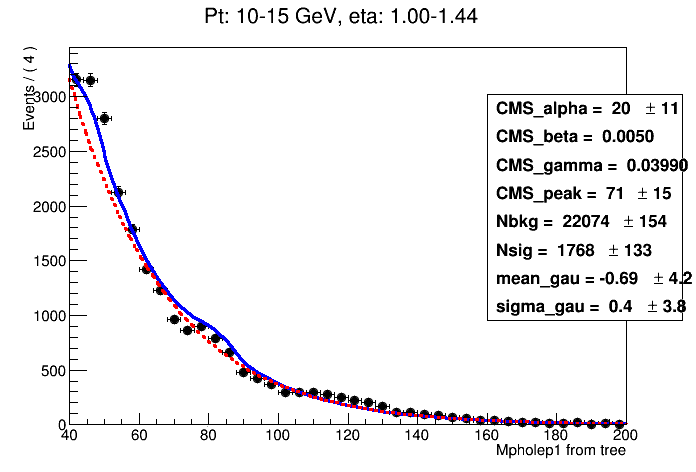 Pt: 10-15 GeV, eta: 1.00-1.44
Events / ( 4 )
3000
2500
2000
1500
1000
500
0
40 60 80 100 120 140 160 180 200
Mpholep1 from tree
CMS_alpha = 20 ± 11
CMS_beta = 0.0050
CMS_gamma = 0.03990
CMS_peak = 71 ± 15
Nbkg = 22074 ± 154
Nsig = 1768 ± 133
mean_gau = -0.69 ± 4.2
sigma_gau = 0.4 ± 3.8